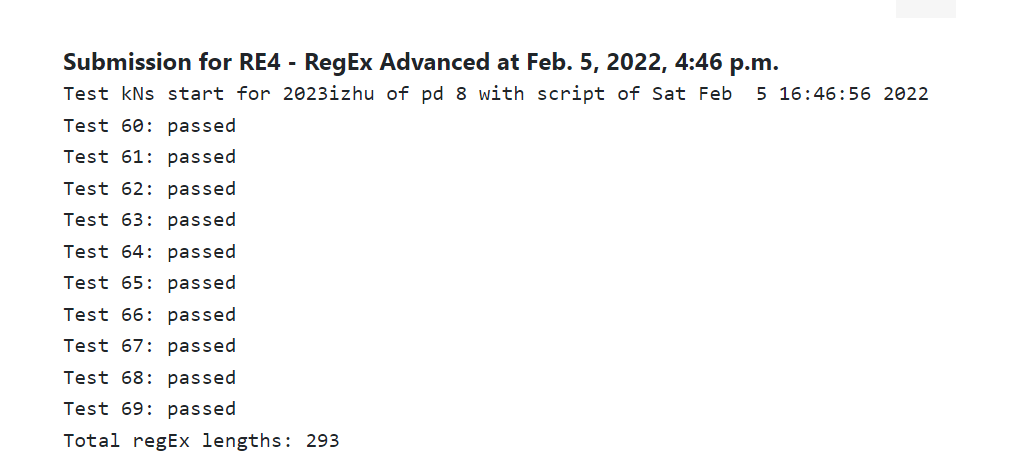 Submission for RE4 - RegEx Advanced at Feb. 5, 2022, 4:46 p.m.
Test kNs start for 2023izhu of pd 8 with script of Sat Feb  5 16:46:56 2022
Test 60: passed
Test 61: passed
Test 62: passed
Test 63: passed
Test 64: passed
Test 65: passed
Test 66: passed
Test 67: passed
Test 68: passed
Test 69: passed
Total regEx lengths: 293